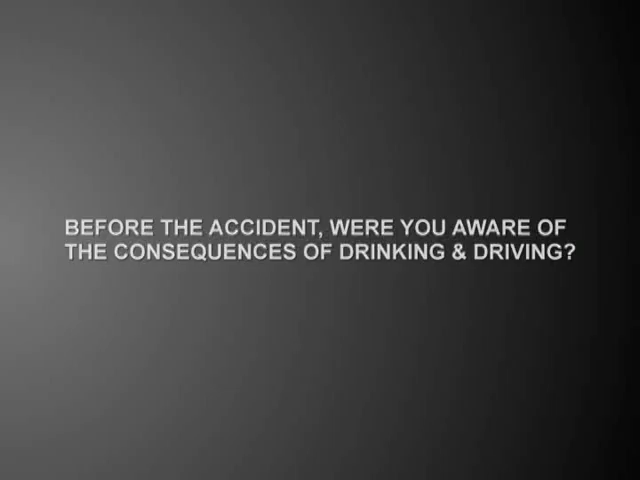 BEFORE THE ACCIDENT, WERE YOU AWARE OF
THE CONSEQUENCES OF DRINKING & DRIVING?